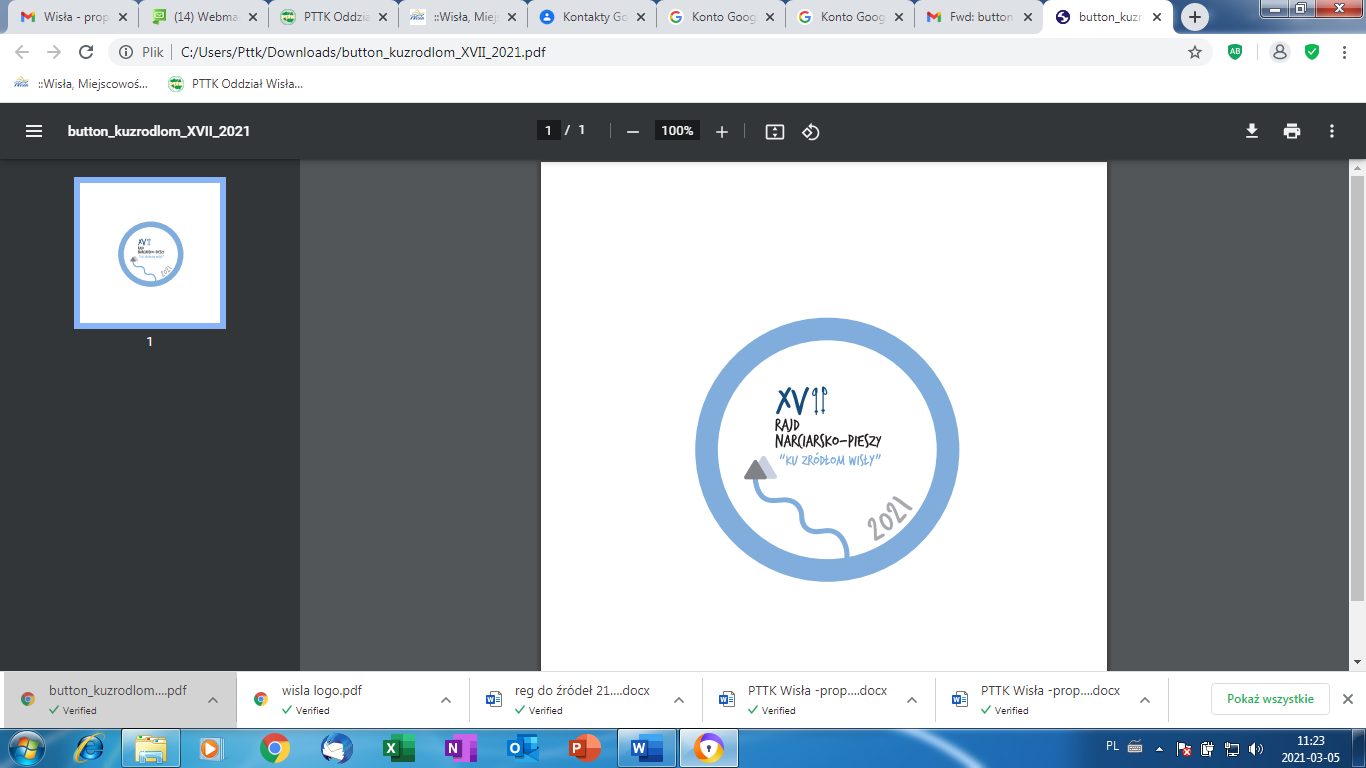 Wisła - prop
(14) Webma
PTTK Oddzia
::Wisła, Miejs
Kontakty Go
Konto Goog
Konto Goog
Fwd: button
button_kuzr
Plik
C:/Users/Pttk/Downloads/button_kuzrodlom_XVII_2021.pdf
::Wisła, Miejscowoś...
PTTK Oddział Wisła...
button_kuzrodlom_XVII_2021
1 / 1
100%
1
XVII
RAJD
NARCIARSKO-PIESZY
"KU ŹRÓDŁOM WISŁY"
2021
button_kuzrodlom....pdf
Verified
wisla logo.pdf
Verified
reg do źródeł 21....docx
Verified
PTTK Wisła -prop....docx
Verified
PTTK Wisła -prop....docx
Verified
Pokaż wszystkie
PL
11:23
2021-03-05